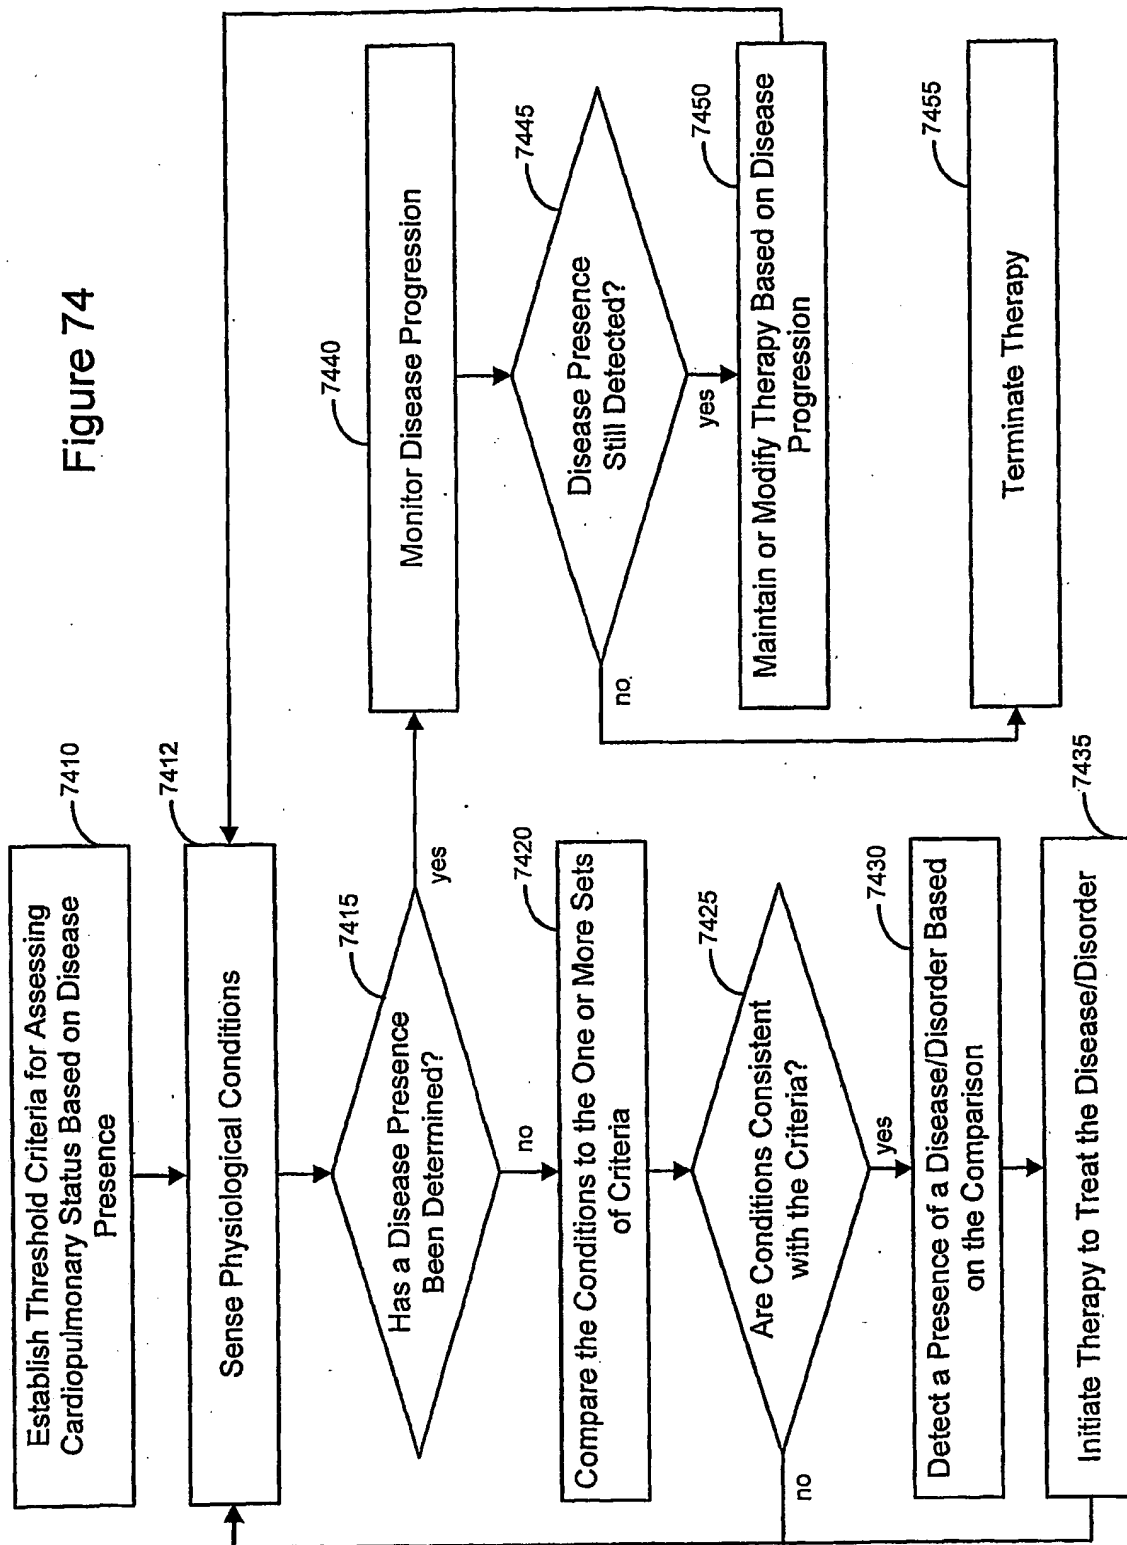 Figure 74
7410
Establish Threshold Criteria for Assessing
Cardiopulmonary Status Based on Disease
Presence
7412
Sense Physiological Conditions
7415
Has a Disease Presence
Been Determined?
yes
no
7420
Compare the Conditions to the One or More Sets
of Criteria
7425
Are Conditions Consistent
with the Criteria?
no
yes
7430
Detect a Presence of a Disease/Disorder Based
on the Comparison
7435
Initiate Therapy to Treat the Disease/Disorder
7440
Monitor Disease Progression
7445
Disease Presence
Still Detected?
no
yes
7450
Maintain or Modify Therapy Based on Disease
Progression
7455
Terminate Therapy